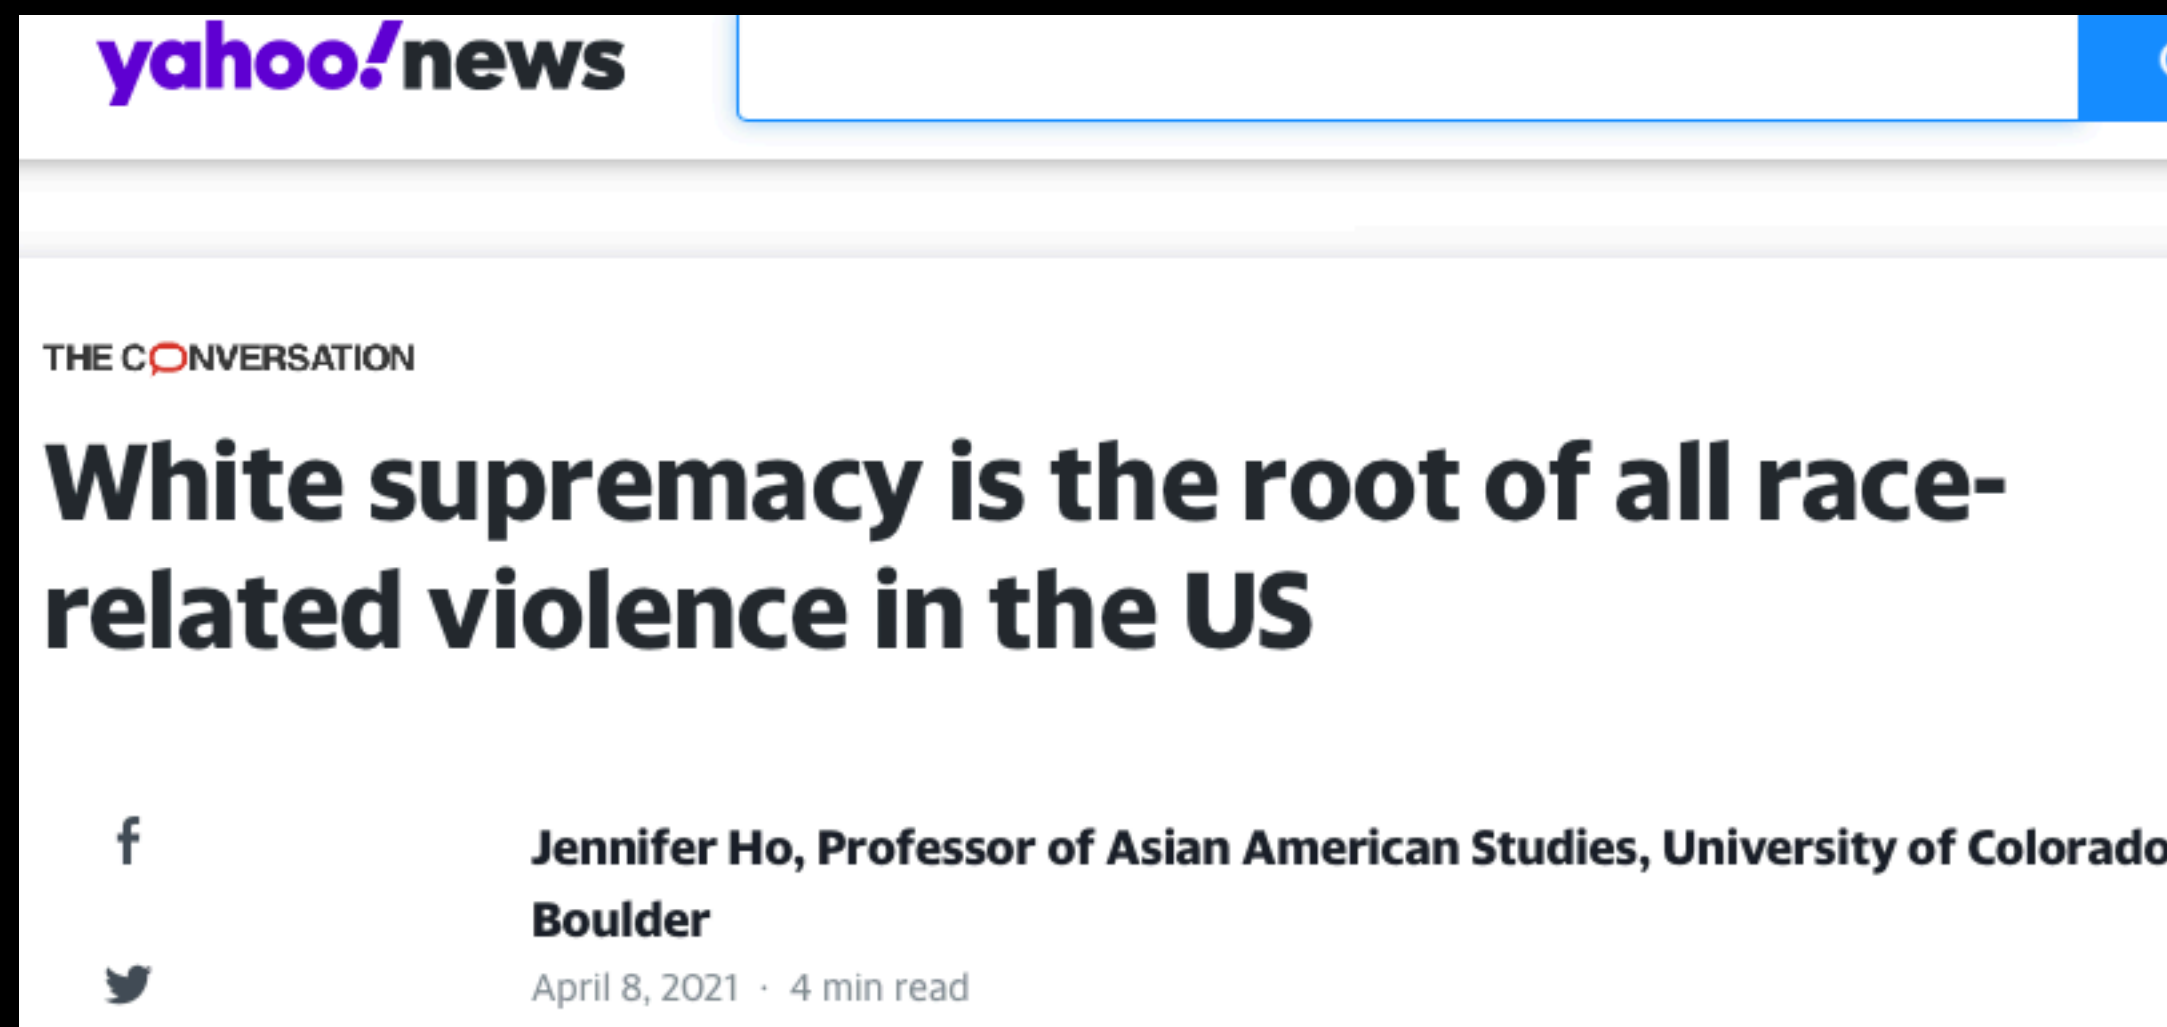 yahoo!news
THE CONVERSATION
White supremacy is the root of all race-
related violence in the US
Jennifer Ho, Professor of Asian American Studies, University of Colorado
Boulder
April 8, 2021 · 4 min read